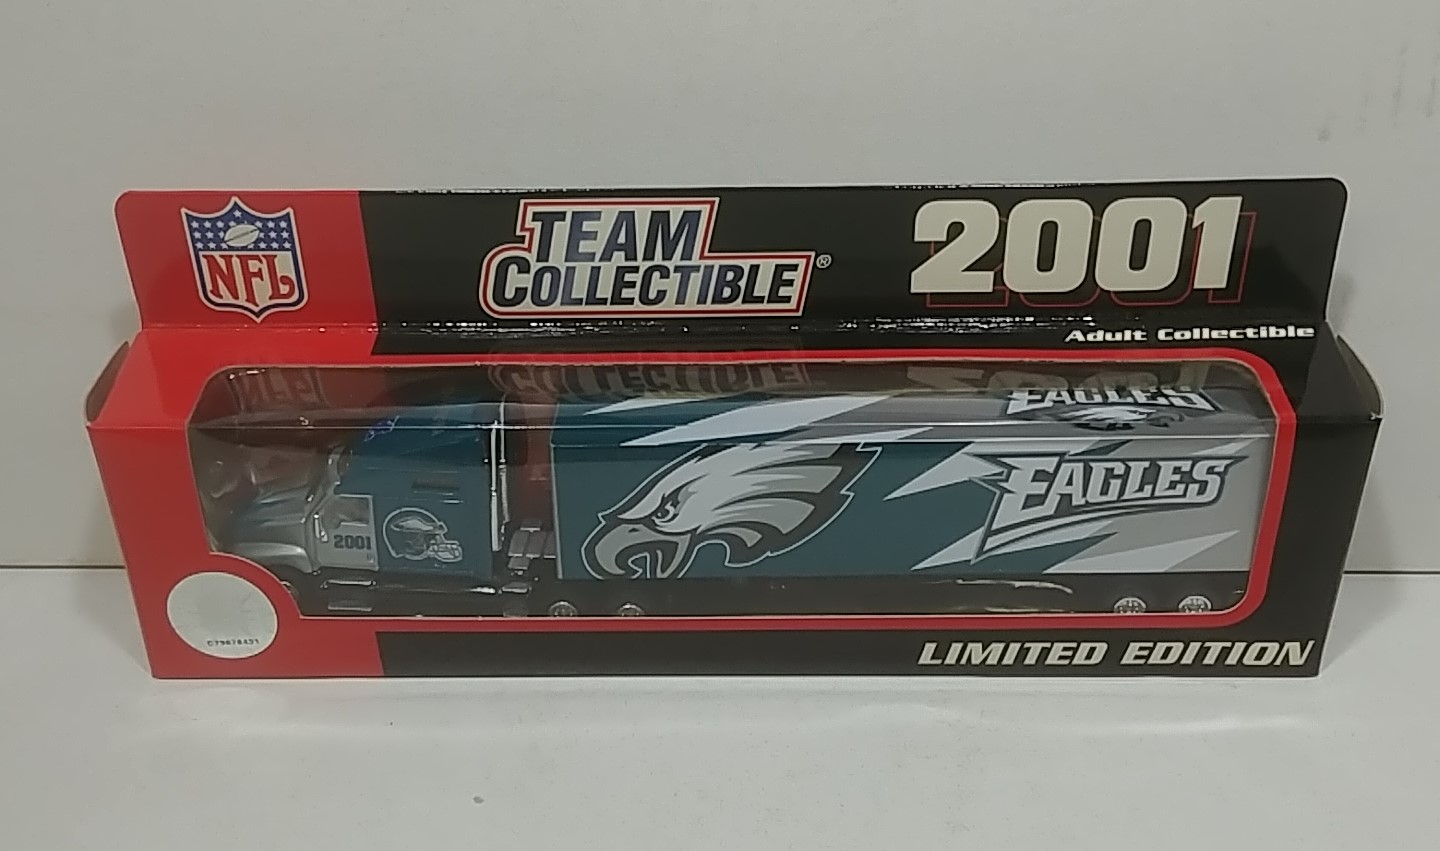 NFL
TEAM
COLLECTIBLE®
2001
Adult Collectible
EAGLES
EAGLES
2001
LIMITED EDITION